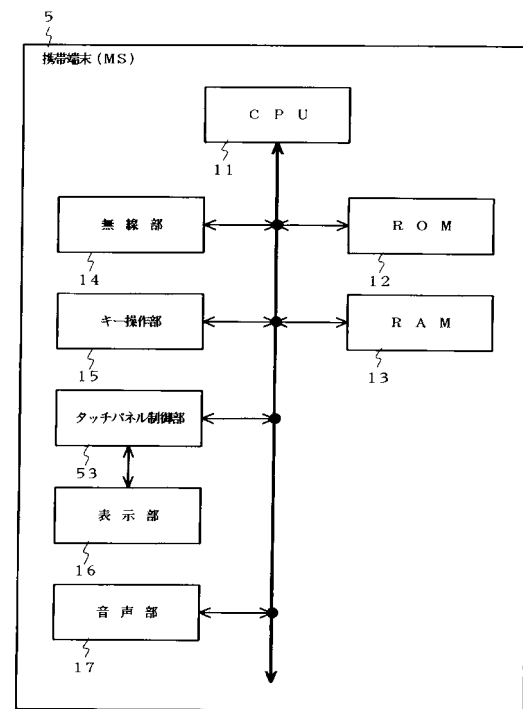 5
携帯端末(MS)
CPU
11
無線部
14
ROM
12
キー操作部
15
RAM
13
タッチパネル制御部
53
表示部
16
音声部
17